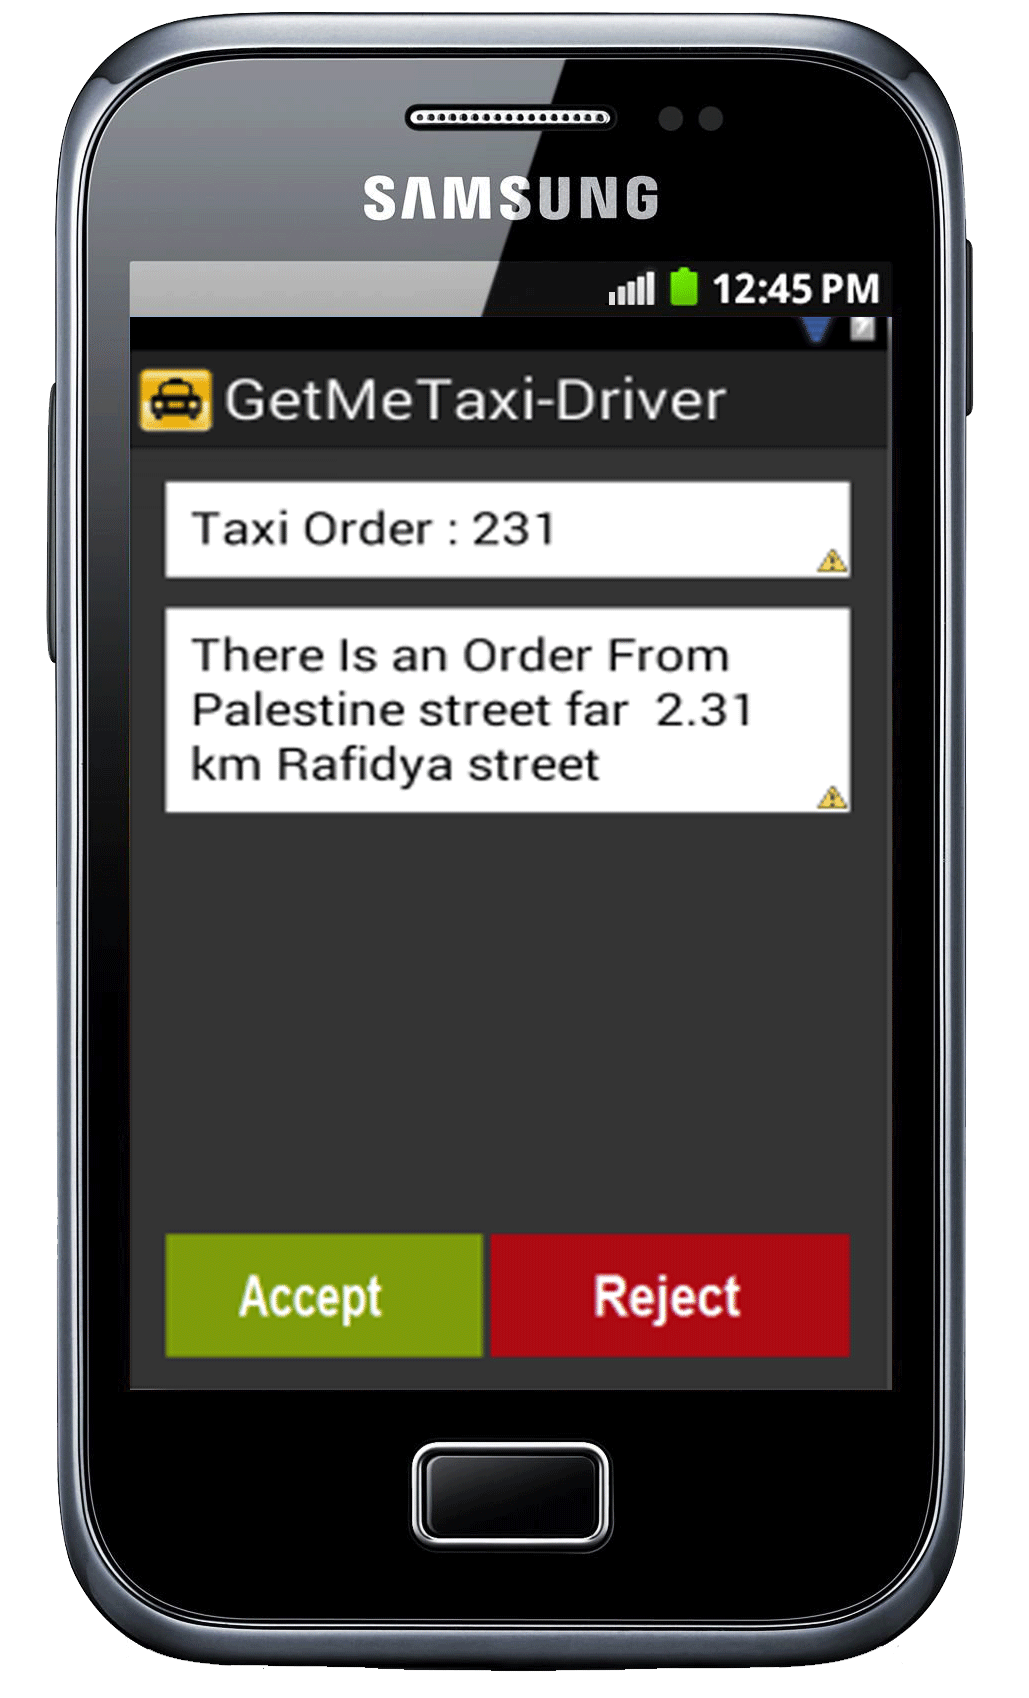 SAMSUNG
12:45 PM
GetMeTaxi-Driver
Taxi Order : 231
There Is an Order From
Palestine street far  2.31
km Rafidya street
Accept
Reject